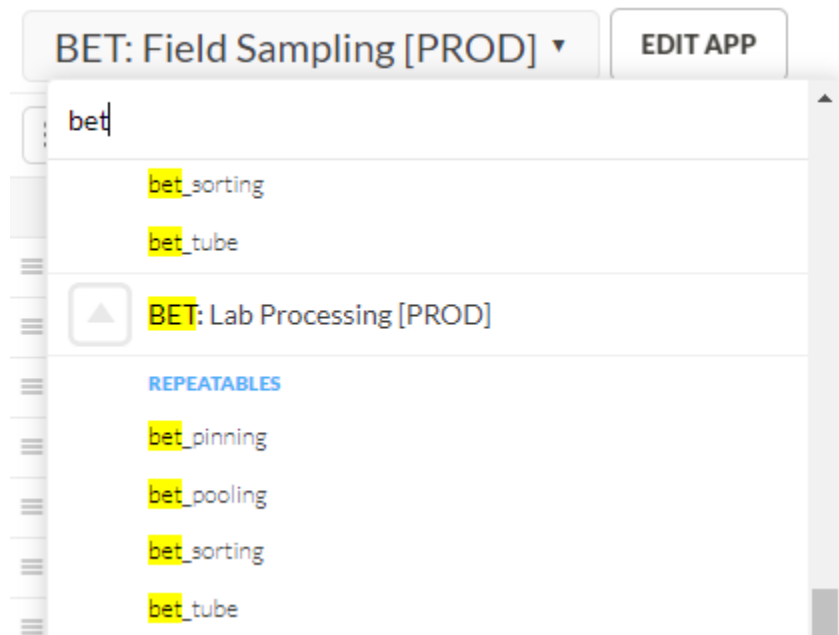 BET: Field Sampling [PROD] ▾ EDIT APP
bet
bet_sorting
bet_tube
BET: Lab Processing [PROD]
REPEATABLES
bet_pinning
bet_pooling
bet_sorting
bet_tube